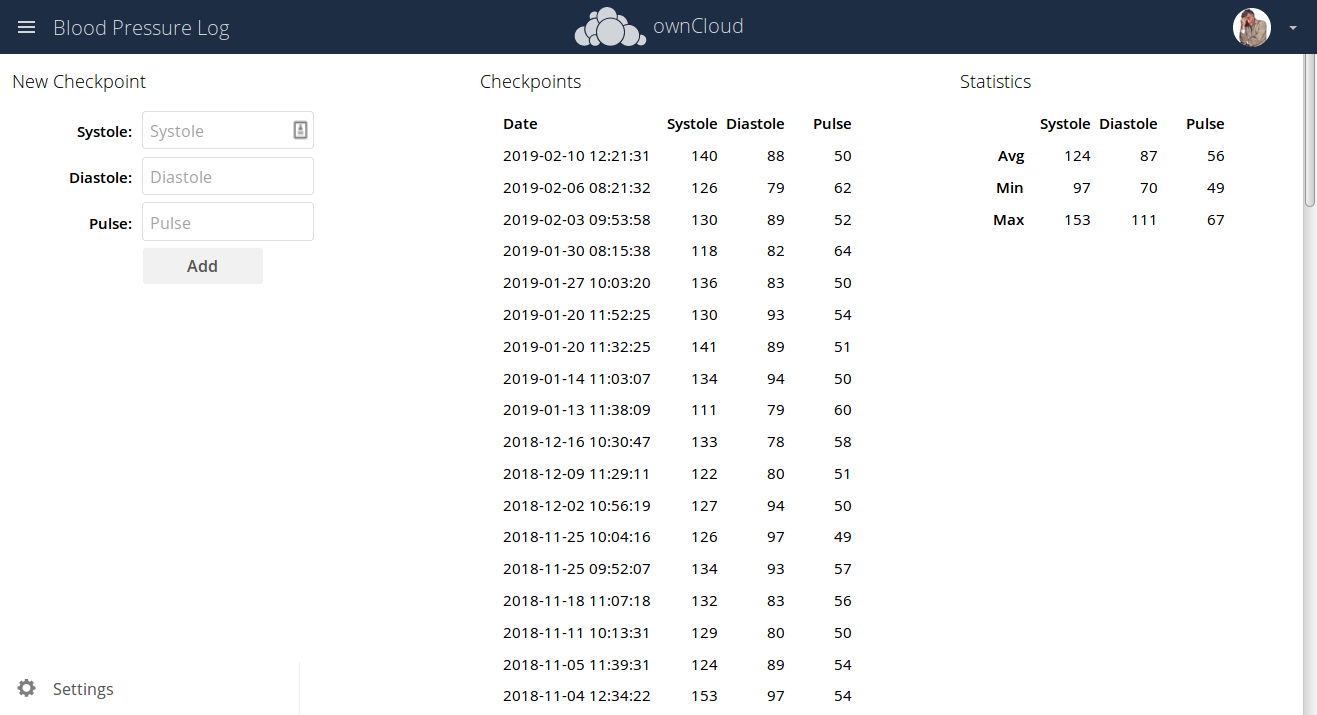 Blood Pressure Log
ownCloud
New Checkpoint
Systole: Systole
Diastole: Diastole
Pulse: Pulse
Add
Settings
Checkpoints
Date Systole Diastole Pulse
2019-02-10 12:21:31 140 88 50
2019-02-06 08:21:32 126 79 62
2019-02-03 09:53:58 130 89 52
2019-01-30 08:15:38 118 82 64
2019-01-27 10:03:20 136 83 50
2019-01-20 11:52:25 130 93 54
2019-01-20 11:32:25 141 89 51
2019-01-14 11:03:07 134 94 50
2019-01-13 11:38:09 111 79 60
2018-12-16 10:30:47 133 78 58
2018-12-09 11:29:11 122 80 51
2018-12-02 10:56:19 127 94 50
2018-11-25 10:04:16 126 97 49
2018-11-25 09:52:07 134 93 57
2018-11-18 11:07:18 132 83 56
2018-11-11 10:13:31 129 80 50
2018-11-05 11:39:31 124 89 54
2018-11-04 12:34:22 153 97 54
Statistics
Systole Diastole Pulse
Avg 124 87 56
Min 97 70 49
Max 153 111 67